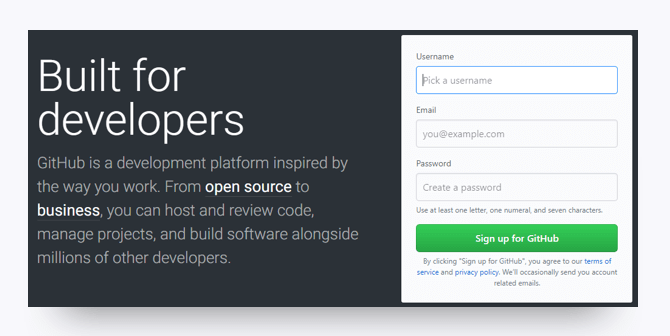 Built for
developers
GitHub is a development platform inspired by
the way you work. From open source to
business, you can host and review code,
manage projects, and build software alongside
millions of other developers.
Username
Pick a username
Email
you@example.com
Password
Create a password
Use at least one letter, one numeral, and seven characters.
Sign up for GitHub
By clicking "Sign up for GitHub", you agree to our terms of
service and privacy policy. We'll occasionally send you account
related emails.